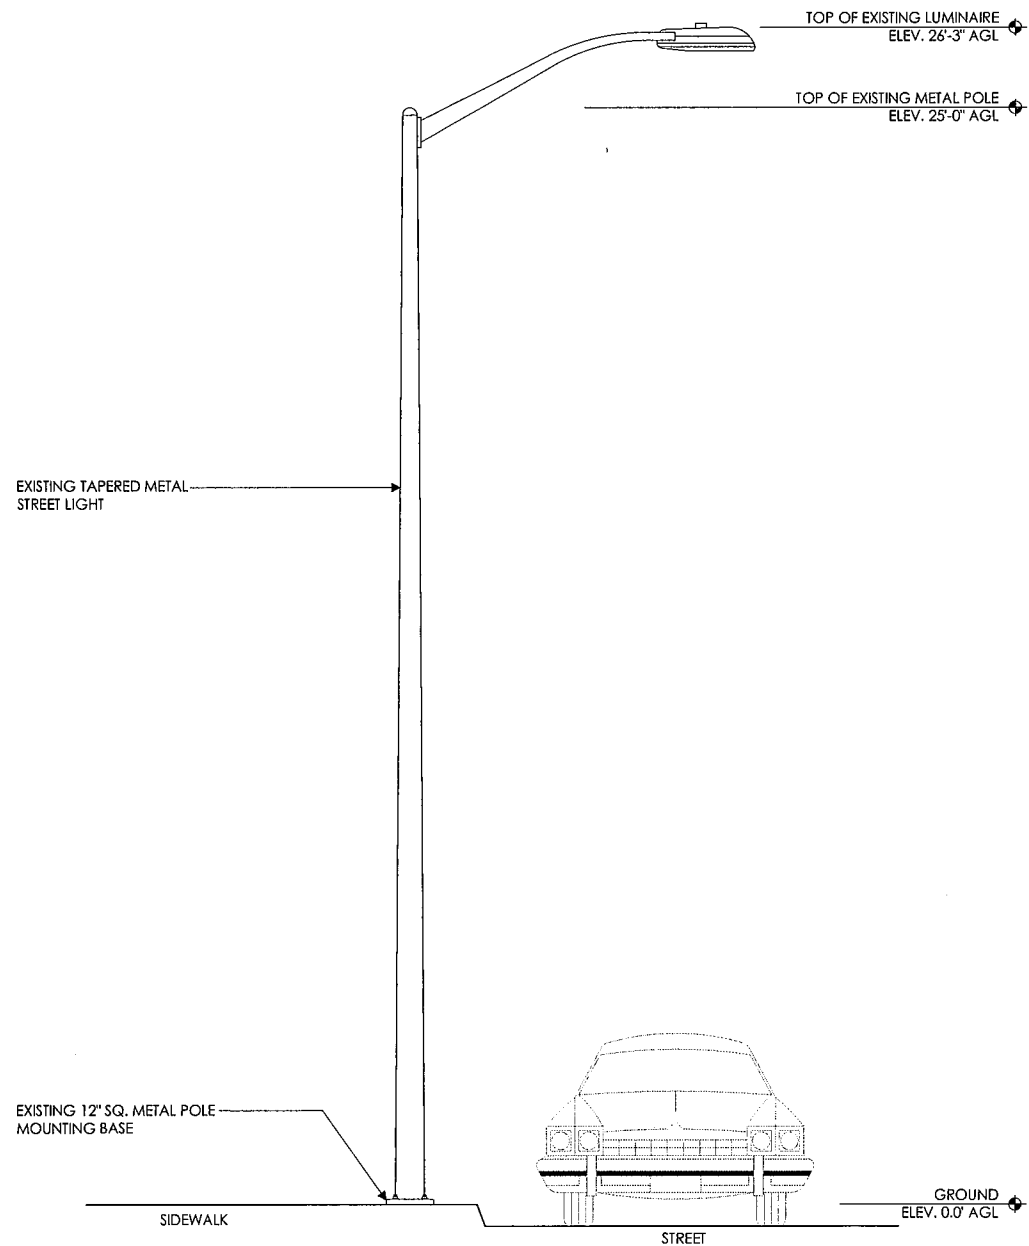 TOP OF EXISTING LUMINAIRE
ELEV. 26'-3" AGL
TOP OF EXISTING METAL POLE
ELEV. 25'-0" AGL
EXISTING TAPERED METAL
STREET LIGHT
EXISTING 12" SQ. METAL POLE
MOUNTING BASE
GROUND
ELEV. 0.0' AGL
SIDEWALK
STREET